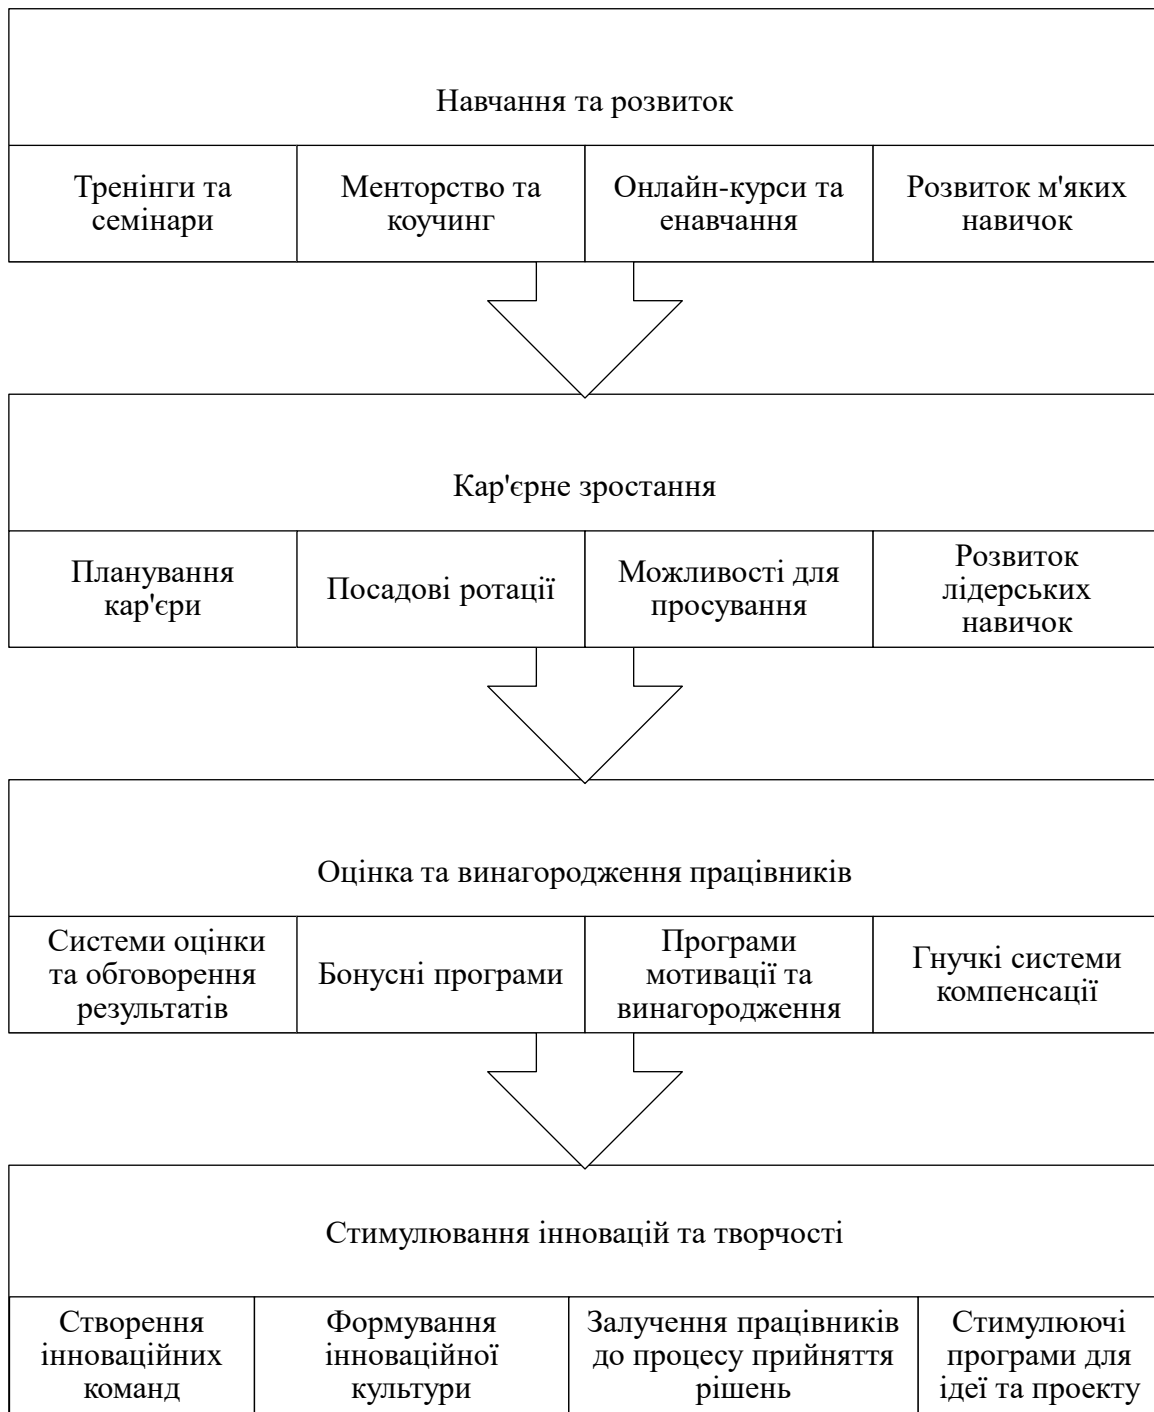 Навчання та розвиток
Тренінги та
семінари
Менторство та
коучинг
Онлайн-курси та
енавчання
Розвиток м'яких
навичок
Кар'єрне зростання
Планування
кар'єри
Посадові ротації
Можливості для
просування
Розвиток
лідерських
навичок
Оцінка та винагородження працівників
Системи оцінки
та обговорення
результатів
Бонусні програми
Програми
мотивації та
винагородження
Гнучкі системи
компенсації
Стимулювання інновацій та творчості
Створення
інноваційних
команд
Формування
інноваційної
культури
Залучення працівників
до процесу прийняття
рішень
Стимулюючі
програми для
ідеї та проекту